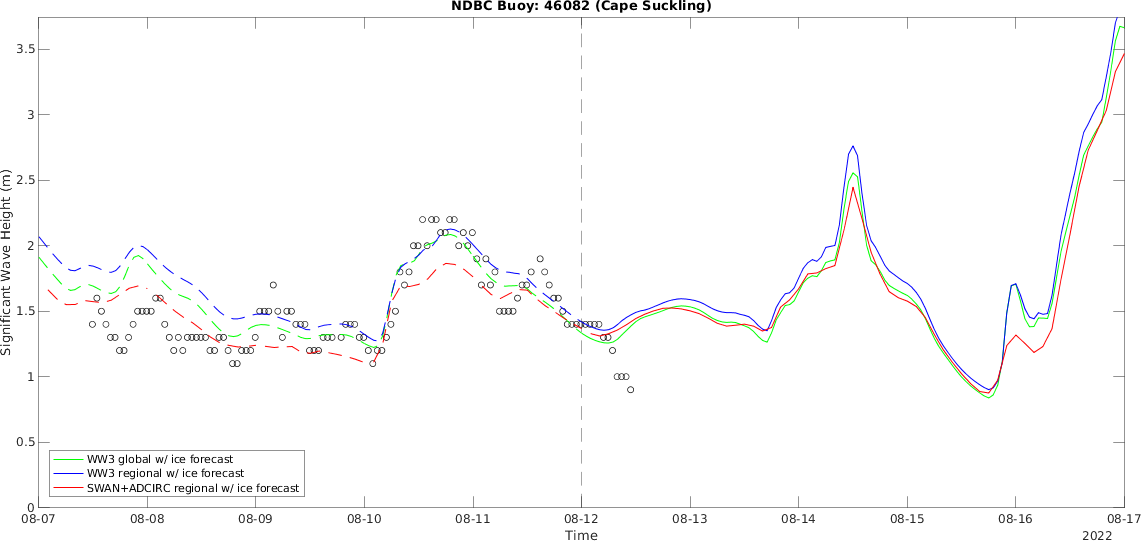 NDBC Buoy: 46082 (Cape Suckling)
Significant Wave Height (m)
3.5
3
2.5
2
1.5
1
0.5
0
WW3 global w/ ice forecast
WW3 regional w/ ice forecast
SWAN+ADCIRC regional w/ ice forecast
08-07 08-08 08-09 08-10 08-11 08-12 08-13 08-14 08-15 08-16 08-17
Time
2022